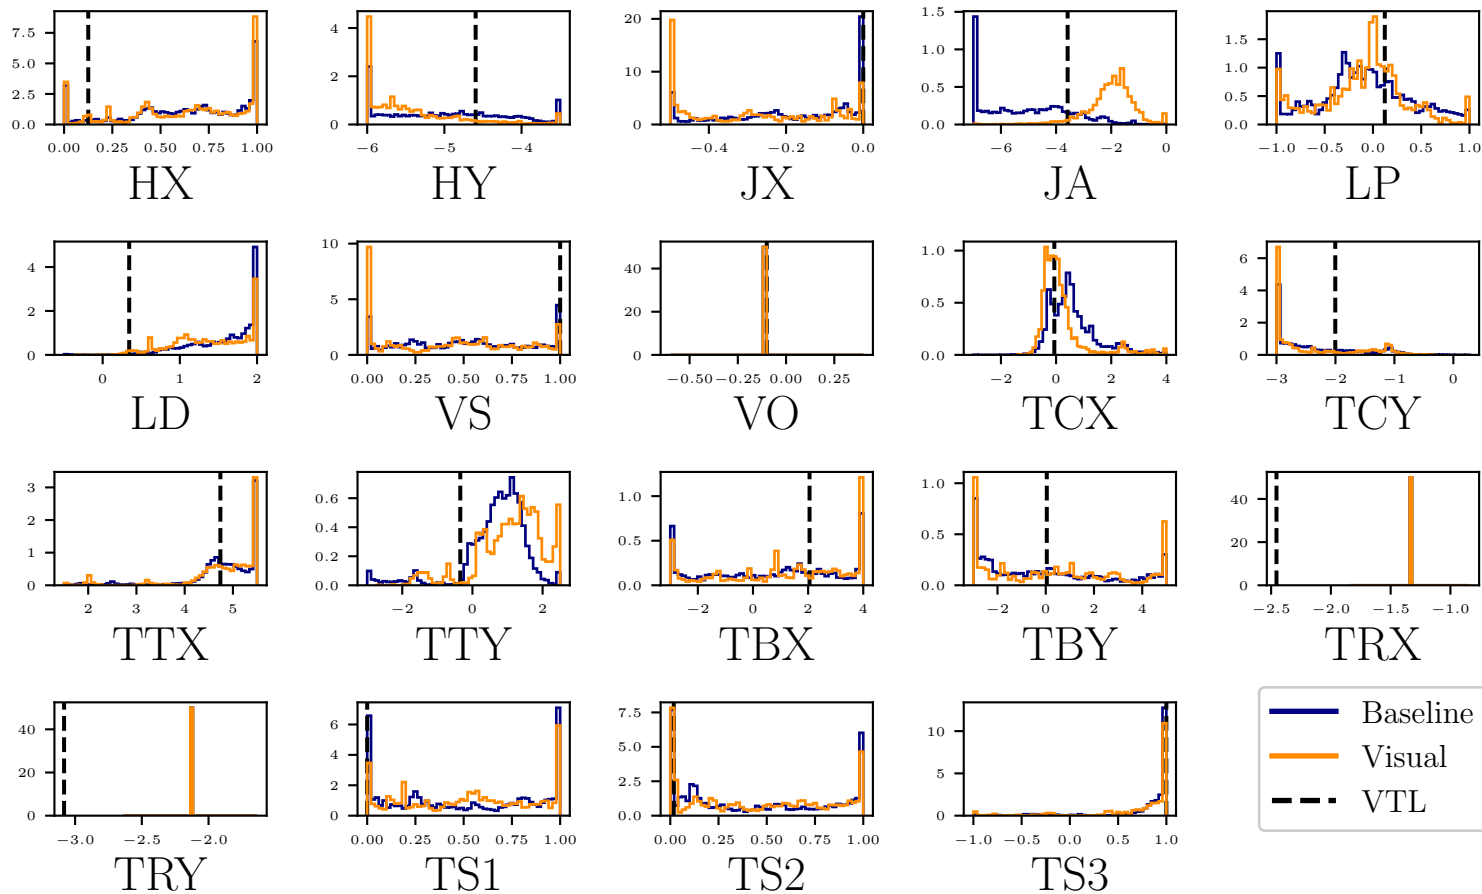 7.5
5.0
2.5
0.0
0.00 0.25 0.50 0.75 1.00
HX
4
2
0
−6 −5 −4
HY
20
10
0
−0.4 −0.2 0.0
JX
1.5
1.0
0.5
0.0
−6 −4 −2 0
JA
1.5
1.0
0.5
0.0
−1.0 −0.5 0.0 0.5 1.0
LP
4
2
0
0 1 2
LD
10
5
0
0.00 0.25 0.50 0.75 1.00
VS
40
20
0
−0.50 −0.25 0.00 0.25
VO
1.0
0.5
0.0
−2 0 2 4
TCX
6
4
2
0
−3 −2 −1 0
TCY
3
2
1
0
2 3 4 5
TTX
0.6
0.4
0.2
0.0
−2 0 2
TTY
1.0
0.5
0.0
−2 0 2 4
TBX
1.0
0.5
0.0
−2 0 2 4
TBY
40
20
0
−2.5 −2.0 −1.5 −1.0
TRX
40
20
0
−3.0 −2.5 −2.0
TRY
6
4
2
0
0.00 0.25 0.50 0.75 1.00
TS1
7.5
5.0
2.5
0.0
0.00 0.25 0.50 0.75 1.00
TS2
10
5
0
−1.0 −0.5 0.0 0.5 1.0
TS3
Baseline
Visual
VTL